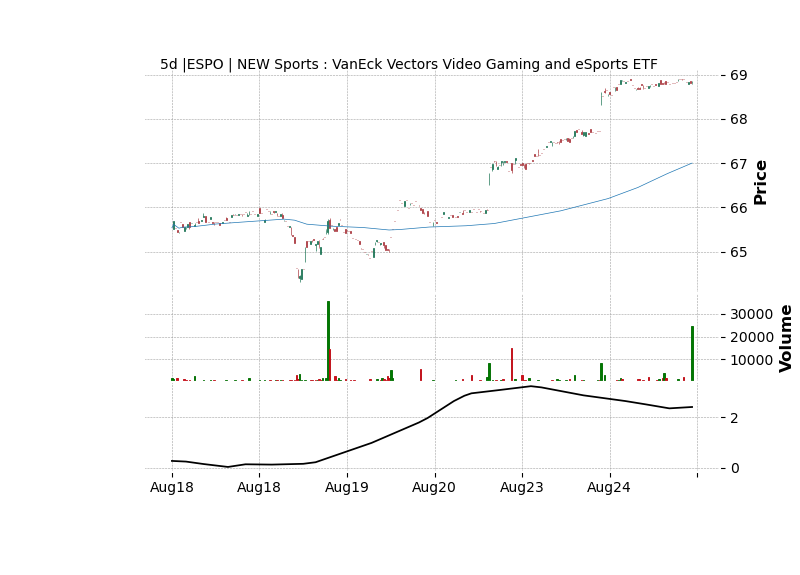 5d |ESPO | NEW Sports : VanEck Vectors Video Gaming and eSports ETF
69
68
67
66
65
Price
30000
20000
10000
Volume
2
0
Aug18 Aug18 Aug19 Aug20 Aug23 Aug24